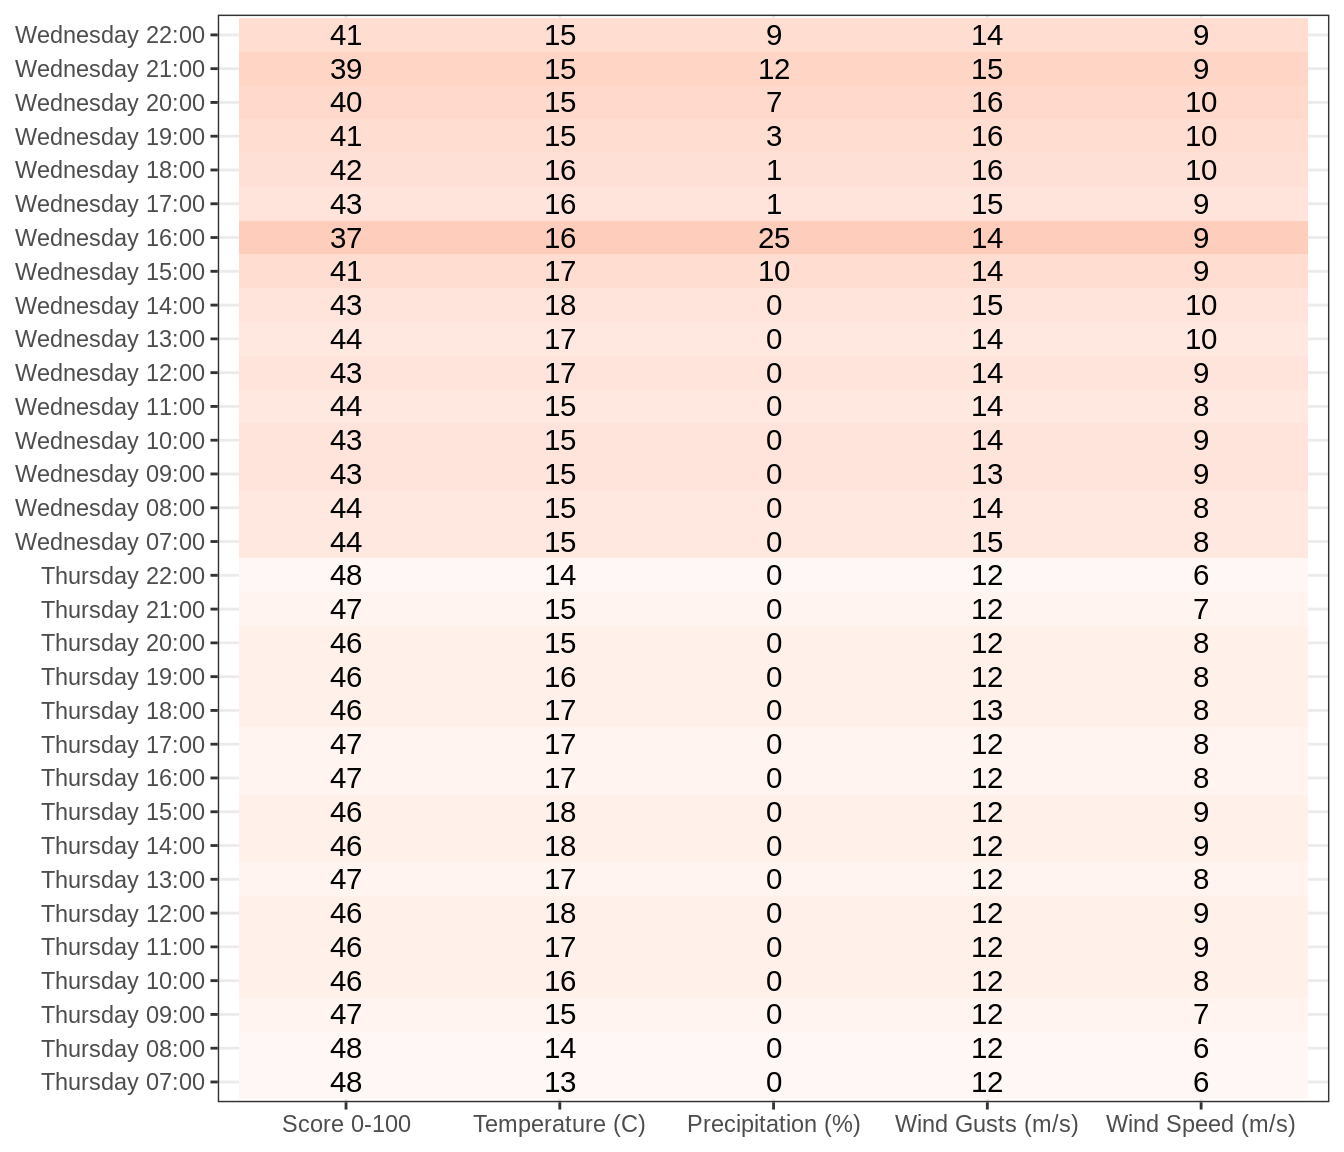 Wednesday 22:00 41 15 9 14 9
Wednesday 21:00 39 15 12 15 9
Wednesday 20:00 40 15 7 16 10
Wednesday 19:00 41 15 3 16 10
Wednesday 18:00 42 16 1 16 10
Wednesday 17:00 43 16 1 15 9
Wednesday 16:00 37 16 25 14 9
Wednesday 15:00 41 17 10 14 9
Wednesday 14:00 43 18 0 15 10
Wednesday 13:00 44 17 0 14 10
Wednesday 12:00 43 17 0 14 9
Wednesday 11:00 44 15 0 14 8
Wednesday 10:00 43 15 0 14 9
Wednesday 09:00 43 15 0 13 9
Wednesday 08:00 44 15 0 14 8
Wednesday 07:00 44 15 0 15 8
Thursday 22:00 48 14 0 12 6
Thursday 21:00 47 15 0 12 7
Thursday 20:00 46 15 0 12 8
Thursday 19:00 46 16 0 12 8
Thursday 18:00 46 17 0 13 8
Thursday 17:00 47 17 0 12 8
Thursday 16:00 47 17 0 12 8
Thursday 15:00 46 18 0 12 9
Thursday 14:00 46 18 0 12 9
Thursday 13:00 47 17 0 12 8
Thursday 12:00 46 18 0 12 9
Thursday 11:00 46 17 0 12 9
Thursday 10:00 46 16 0 12 8
Thursday 09:00 47 15 0 12 7
Thursday 08:00 48 14 0 12 6
Thursday 07:00 48 13 0 12 6
Score 0-100 Temperature (C) Precipitation (%) Wind Gusts (m/s) Wind Speed (m/s)